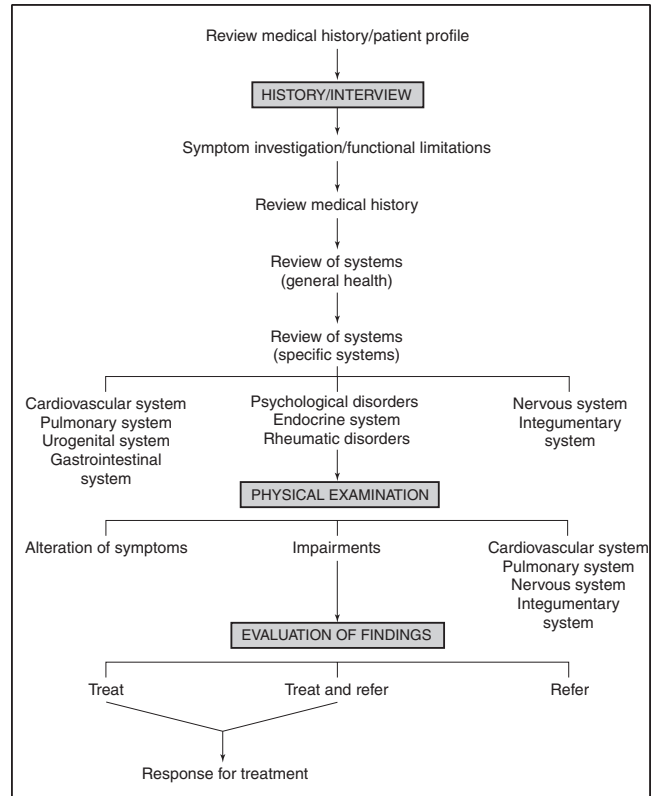 Review medical history/patient profile
HISTORY/INTERVIEW
Symptom investigation/functional limitations
Review medical history
Review of systems
(general health)
Review of systems
(specific systems)
Cardiovascular system
Pulmonary system
Urogenital system
Gastrointestinal
system
Psychological disorders
Endocrine system
Rheumatic disorders
Nervous system
Integumentary
system
PHYSICAL EXAMINATION
Alteration of symptoms
Impairments
Cardiovascular system
Pulmonary system
Nervous system
Integumentary
system
EVALUATION OF FINDINGS
Treat
Treat and refer
Refer
Response for treatment